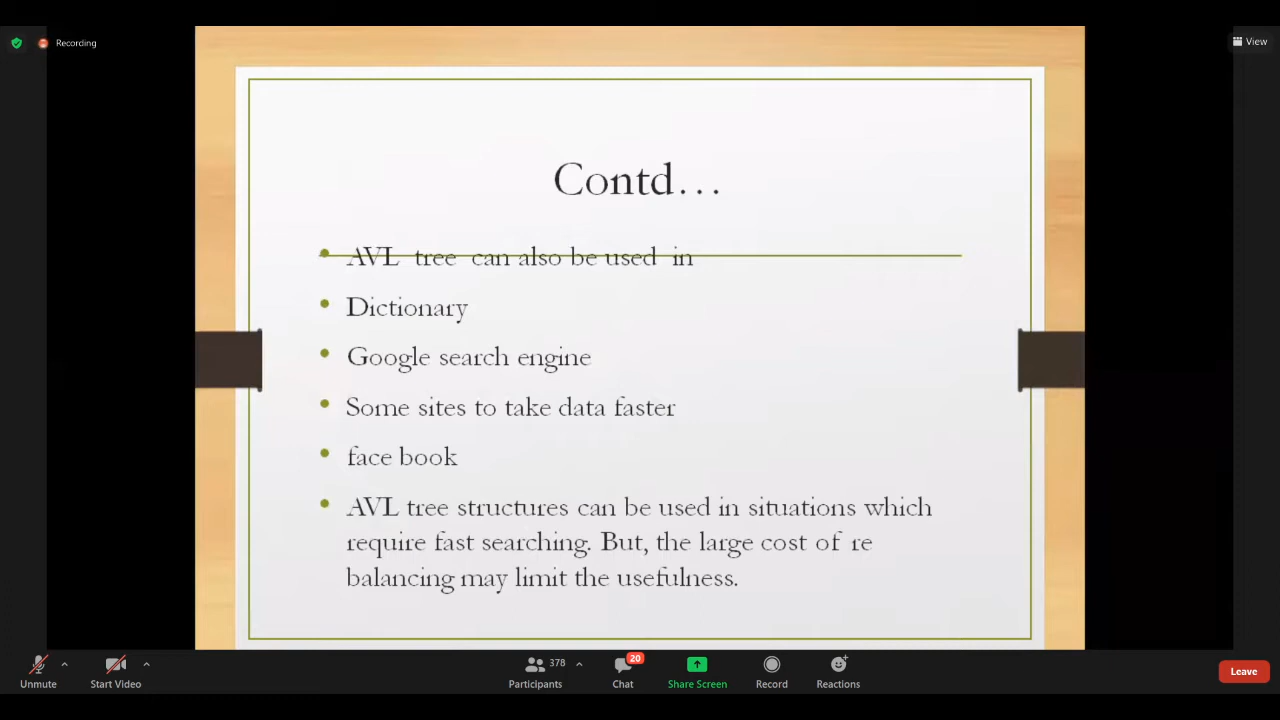 Recording
View
Contd…
• AVL tree can also be used in
• Dictionary
• Google search engine
• Some sites to take data faster
• face book
• AVL tree structures can be used in situations which
require fast searching. But, the large cost of re
balancing may limit the usefulness.
378
20
Unmute
Start Video
Participants
Chat
Share Screen
Record
Reactions
Leave